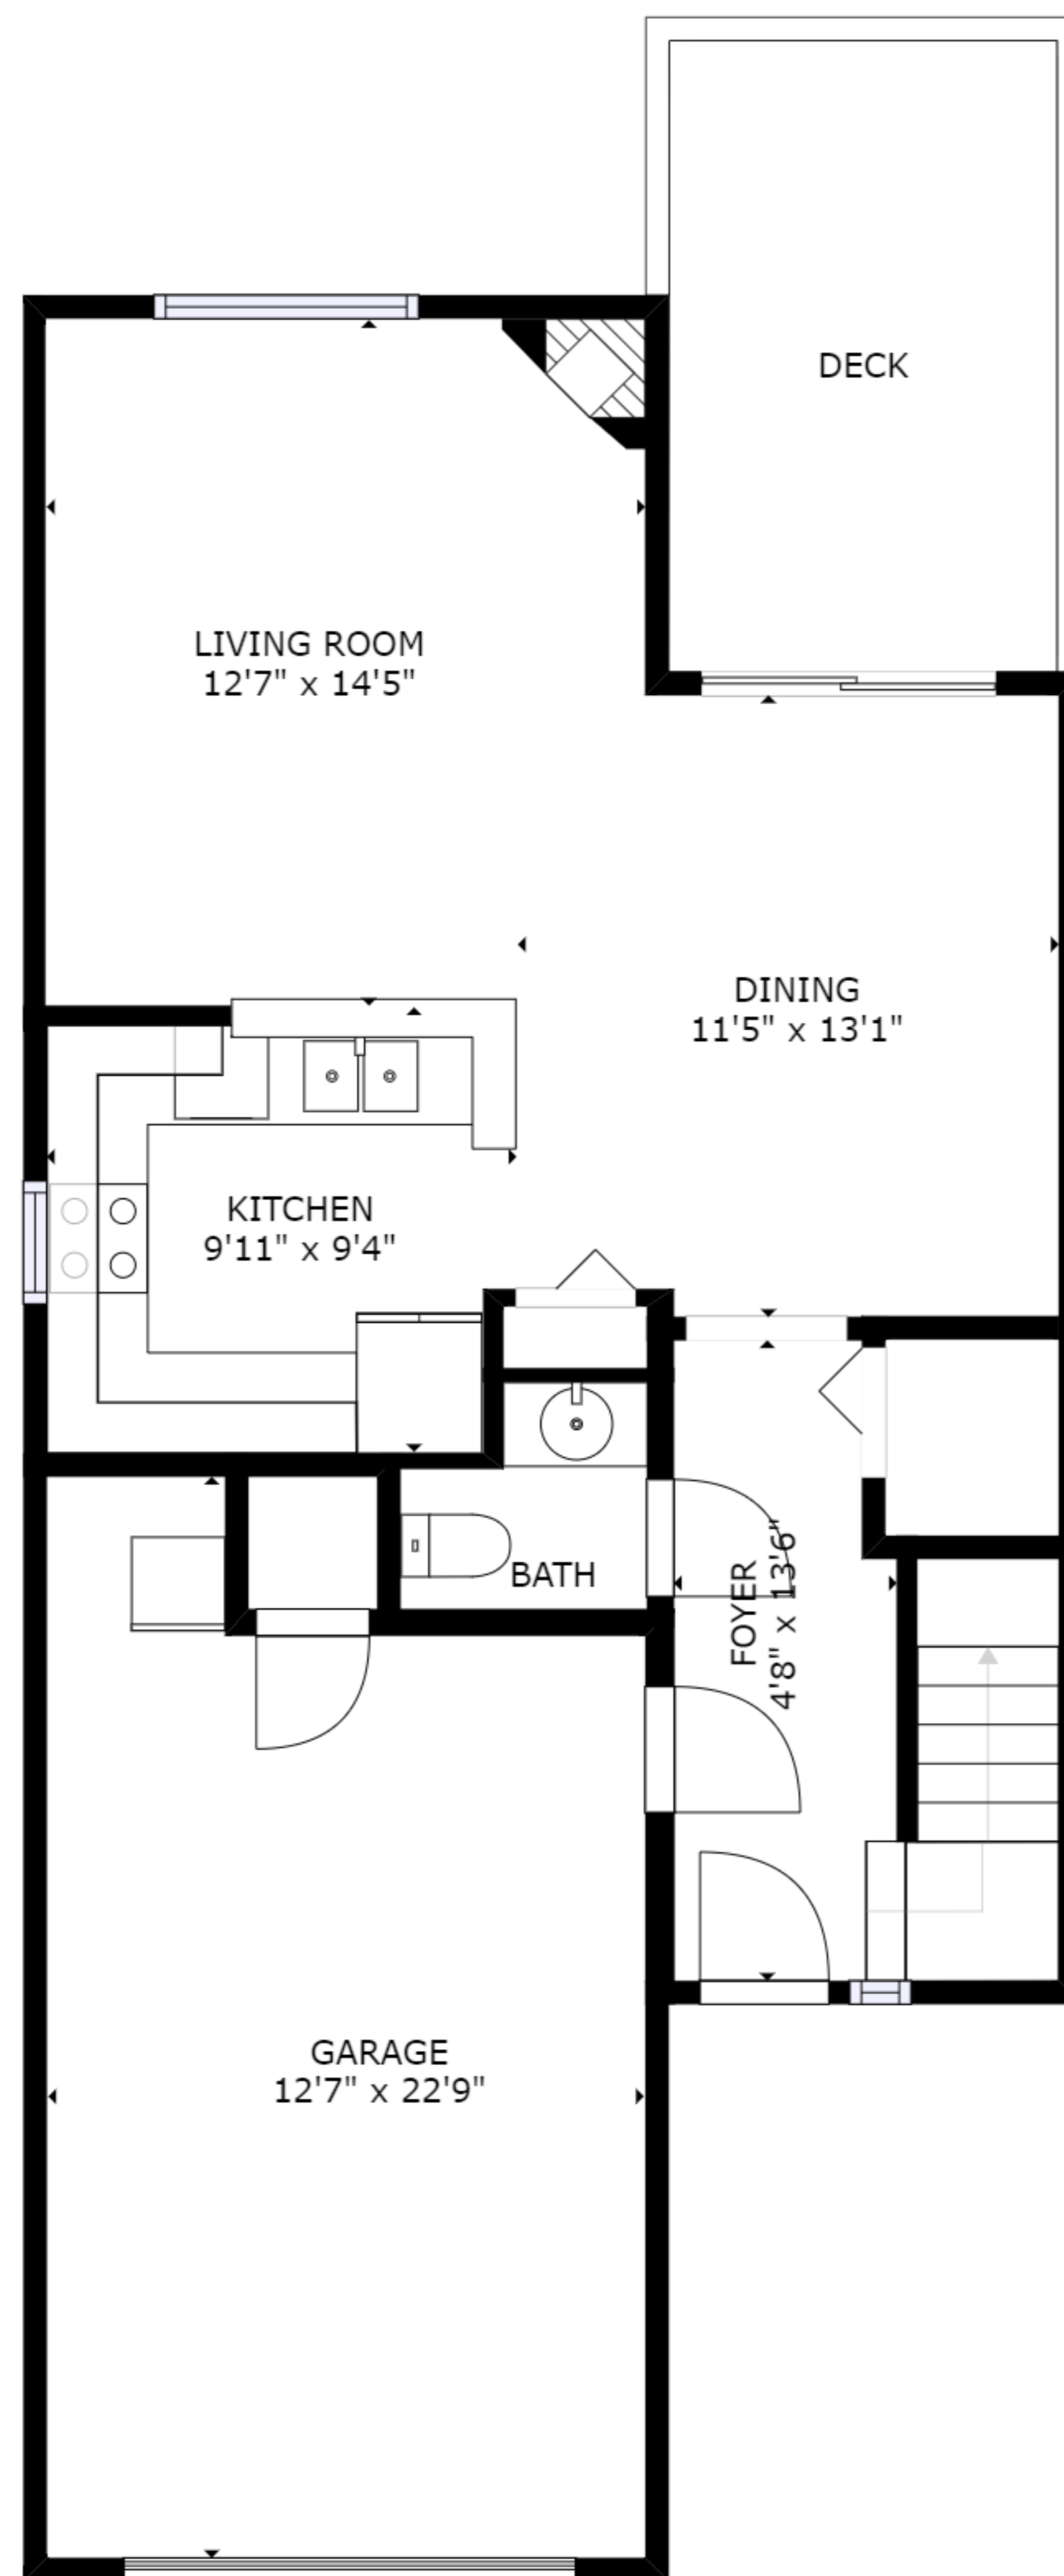 DECK
LIVING ROOM
12'7" x 14'5"
DINING
11'5" x 13'1"
KITCHEN
9'11" x 9'4"
BATH
FOYER
4'8" x 13'6"
GARAGE
12'7" x 22'9"